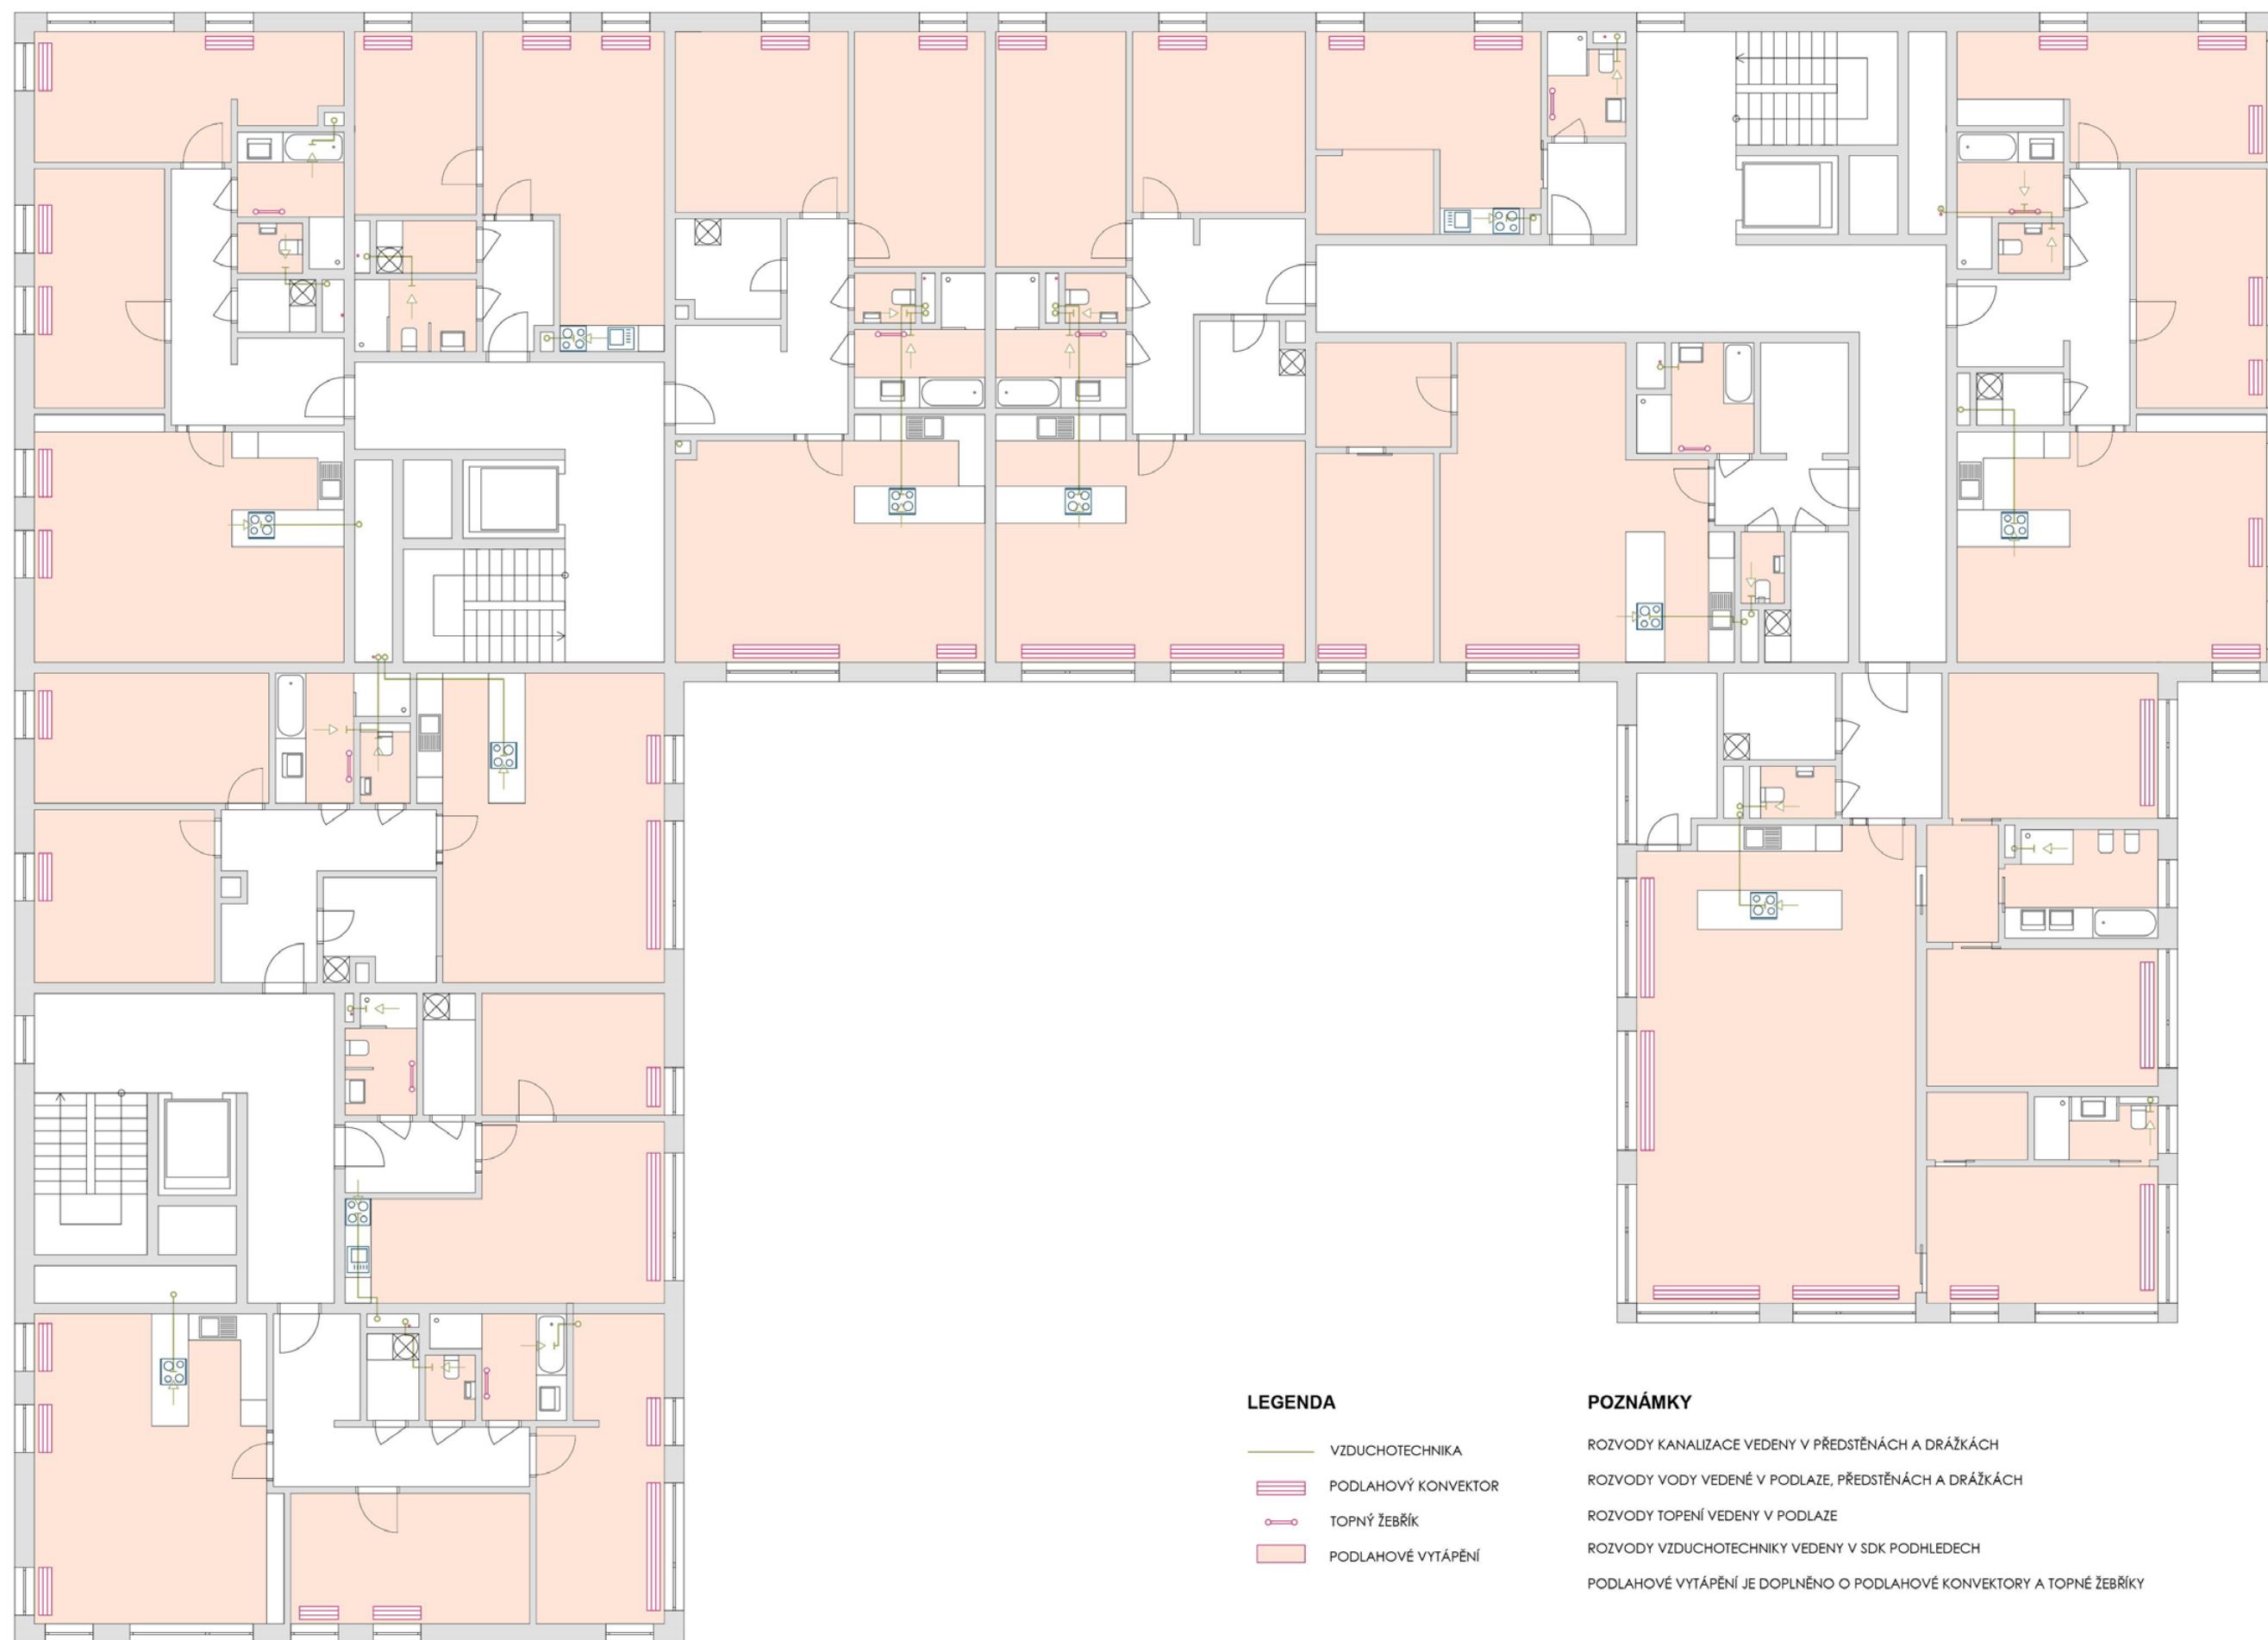 LEGENDA
VZDUCHOTECHNIKA
PODLAHOVÝ KONVEKTOR
TOPNÝ ŽEBŘÍK
PODLAHOVÉ VYTÁPĚNÍ
POZNÁMKY
ROZVODY KANALIZACE VEDENY V PŘEDSTĚNÁCH A DRÁŽKÁCH
ROZVODY VODY VEDENÉ V PODLAZE, PŘEDSTĚNÁCH A DRÁŽKÁCH
ROZVODY TOPENÍ VEDENY V PODLAZE
ROZVODY VZDUCHOTECHNIKY VEDENY V SDK PODHLEDECH
PODLAHOVÉ VYTÁPĚNÍ JE DOPLNĚNO O PODLAHOVÉ KONVEKTORY A TOPNÉ ŽEBŘÍKY